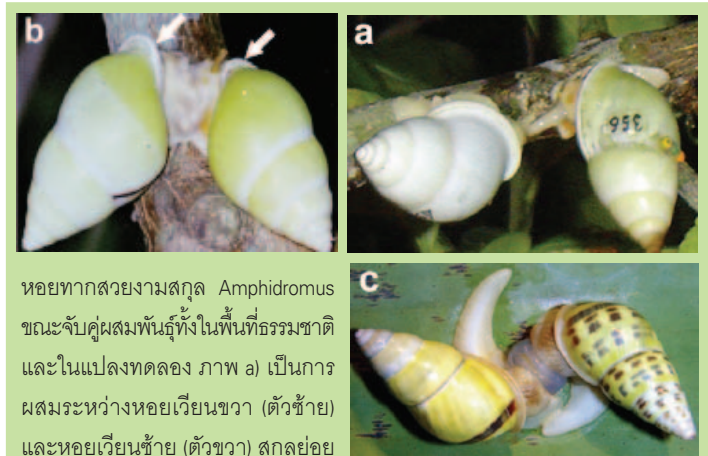 b
a
356
หอยทากสวยงามสกุล Amphidromus
ขณะจับคู่ผสมพันธุ์ทั้งในพื้นที่ธรรมชาติ
และในแปลงทดลอง ภาพ a) เป็นการ
ผสมระหว่างหอยเวียนขวา (ตัวซ้าย)
และหอยเวียนซ้าย (ตัวขวา) สกุลย่อย
c